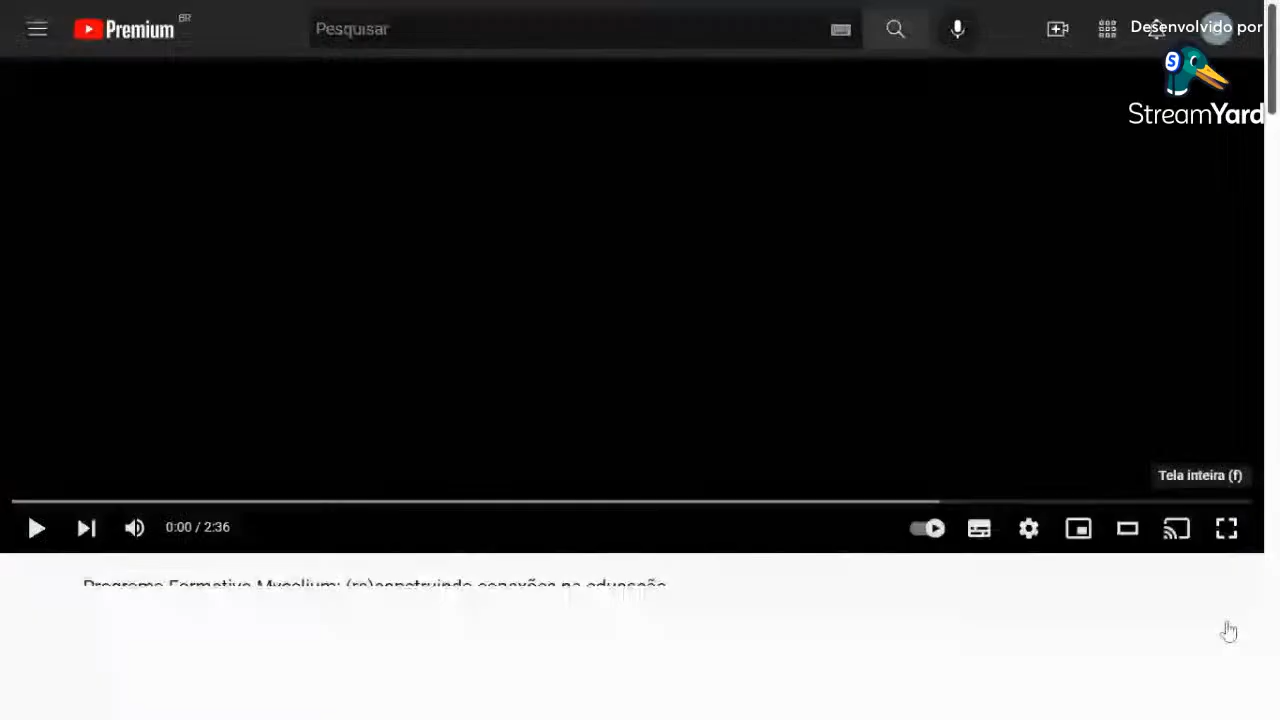 Premium BR
Pesquisar
Desenvolvido por
S
StreamYard
Tela inteira (f)
0:00 / 2:36
Programa Formativo Mycelium: (re)construindo conexões na educação